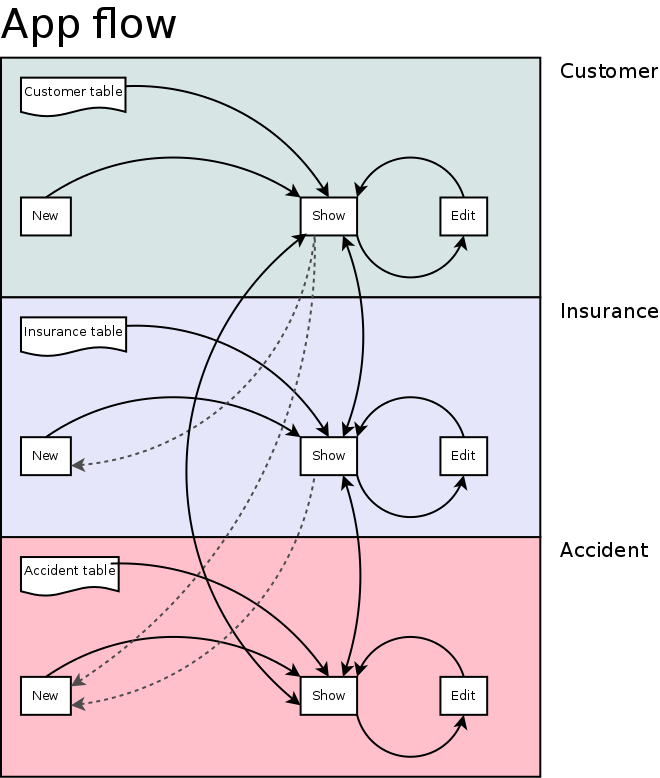 App flow
Customer
Customer table
New
Show
Edit
Insurance
Insurance table
New
Show
Edit
Accident
Accident table
New
Show
Edit